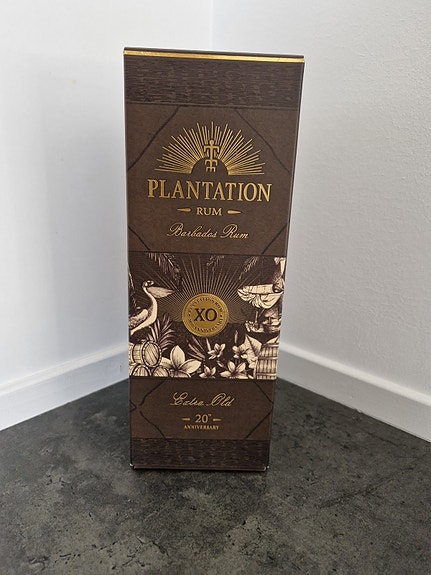 PLANTATION
RUM
Barbados Rum
XO
Extra Old
20TH
ANNIVERSARY